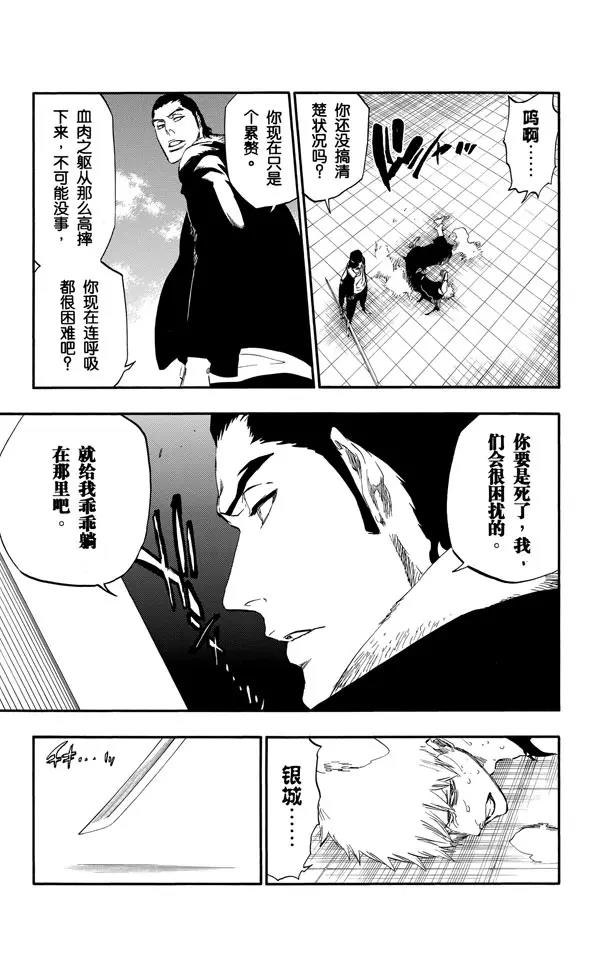 呜啊……
你还没搞清
楚状况吗？
你现在只是
个累赘。
血肉之躯从那么高摔
下来，不可能没事，
你现在连呼吸
都很困难吧？
你要是死了，我，
们会很困扰的。
就给我乖乖躺
在那里吧。
银城……